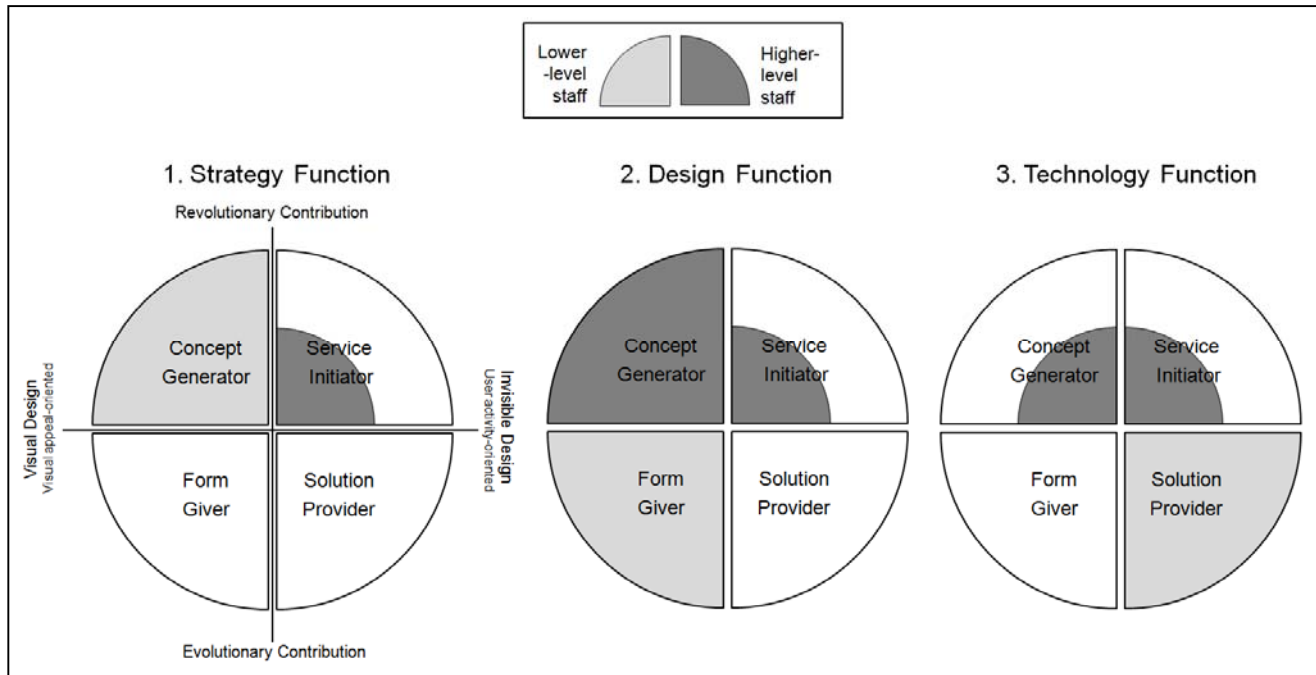 Lower
-level
staff
Higher-
level
staff
1. Strategy Function
2. Design Function
3. Technology Function
Revolutionary Contribution
Concept
Generator
Service
Initiator
Form
Giver
Solution
Provider
Visual Design
Visual appeal-oriented
Invisible Design
User activity-oriented
Evolutionary Contribution
Concept
Generator
Service
Initiator
Form
Giver
Solution
Provider
Concept
Generator
Service
Initiator
Form
Giver
Solution
Provider